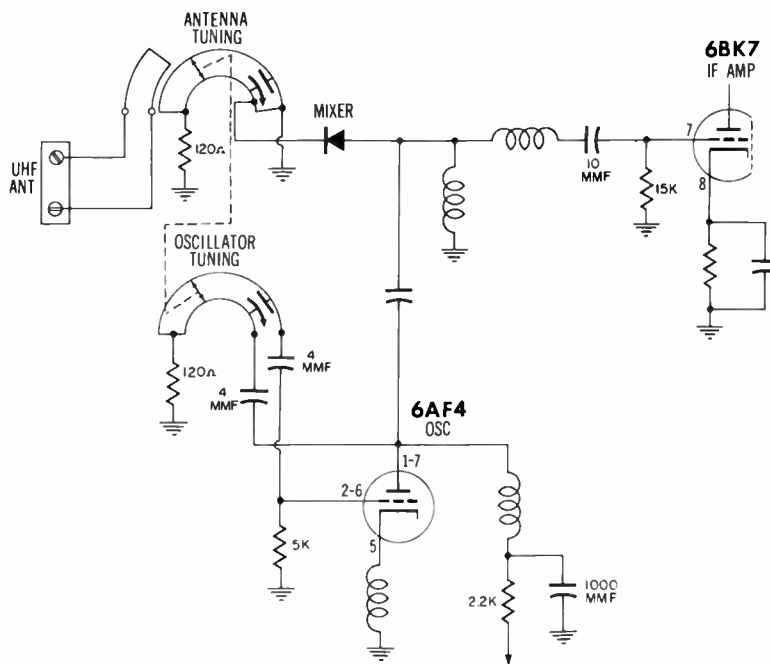 ANTENNA
TUNING
6BK7
IF AMP
MIXER
120Ω
UHF
ANT
7
10
MMF
15K
8
OSCILLATOR
TUNING
4
MMF
120Ω
4
MMF
6AF4
OSC
1-7
2-6
5K
5
2.2K
1000
MMF